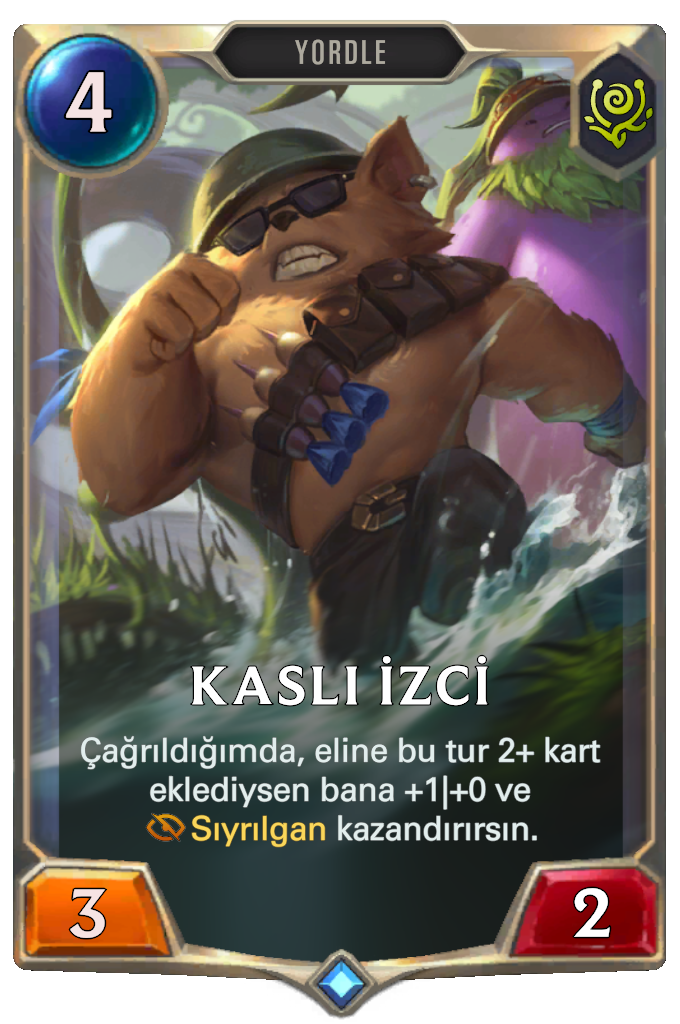 4
YORDLE
KASLI İZCİ
Çağrıldığımda, eline bu tur 2+ kart
eklediysen bana +1|+0 ve
Sıyrılgan kazandırırsın.
3
2